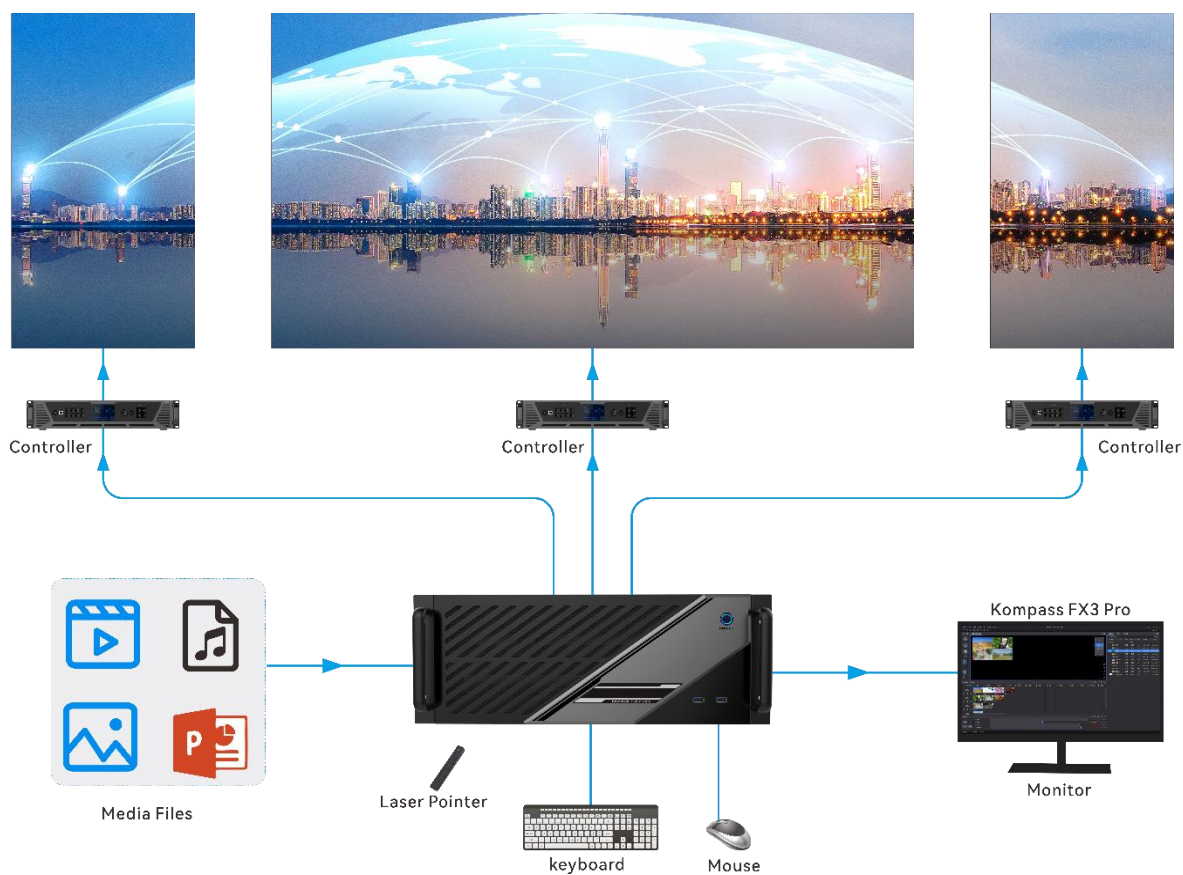 Controller
Controller
Controller
Kompass FX3 Pro
P
Laser Pointer
Monitor
Media Files
keyboard
Mouse